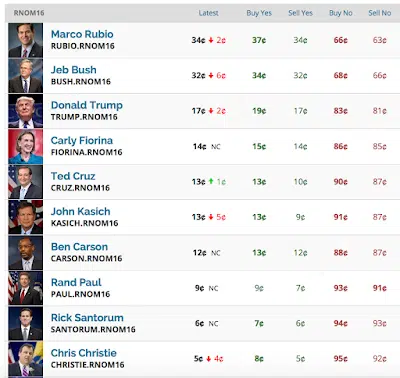 RNOM16 Latest Buy Yes Sell Yes Buy No Sell No
Marco Rubio
RUBIO.RNOM16 34¢ ↓ 2¢ 37¢ 34¢ 66¢ 63¢
Jeb Bush
BUSH.RNOM16 32¢ ↓ 6¢ 34¢ 32¢ 68¢ 66¢
Donald Trump
TRUMP.RNOM16 17¢ ↓ 2¢ 19¢ 17¢ 83¢ 81¢
Carly Fiorina
FIORINA.RNOM16 14¢ NC 15¢ 14¢ 86¢ 85¢
Ted Cruz
CRUZ.RNOM16 13¢ ↑ 1¢ 13¢ 10¢ 90¢ 87¢
John Kasich
KASICH.RNOM16 13¢ ↓ 5¢ 13¢ 9¢ 91¢ 87¢
Ben Carson
CARSON.RNOM16 12¢ NC 13¢ 12¢ 88¢ 87¢
Rand Paul
PAUL.RNOM16 9¢ NC 9¢ 7¢ 93¢ 91¢
Rick Santorum
SANTORUM.RNOM16 6¢ NC 7¢ 6¢ 94¢ 93¢
Chris Christie
CHRISTIE.RNOM16 5¢ ↓ 4¢ 8¢ 5¢ 95¢ 92¢